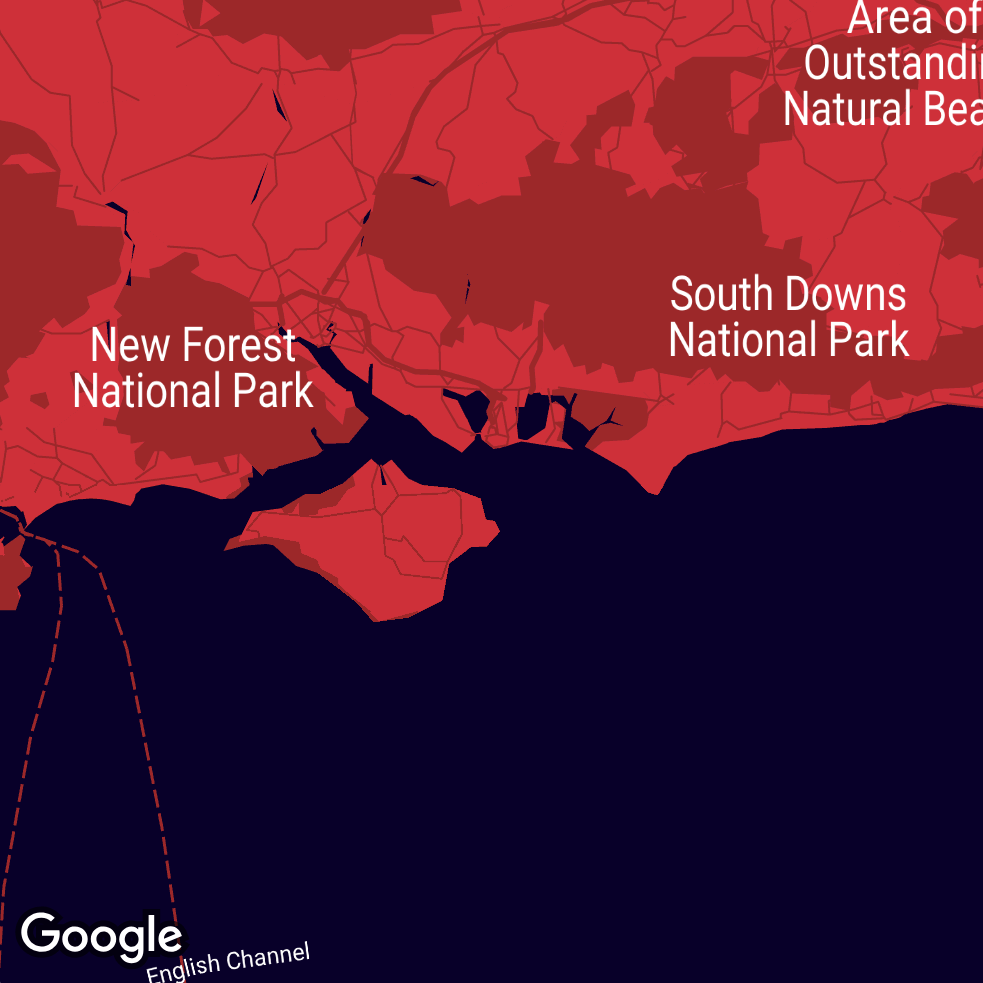 Area of
Outstandin
Natural Bea
South Downs
National Park
New Forest
National Park
Google
English Channel